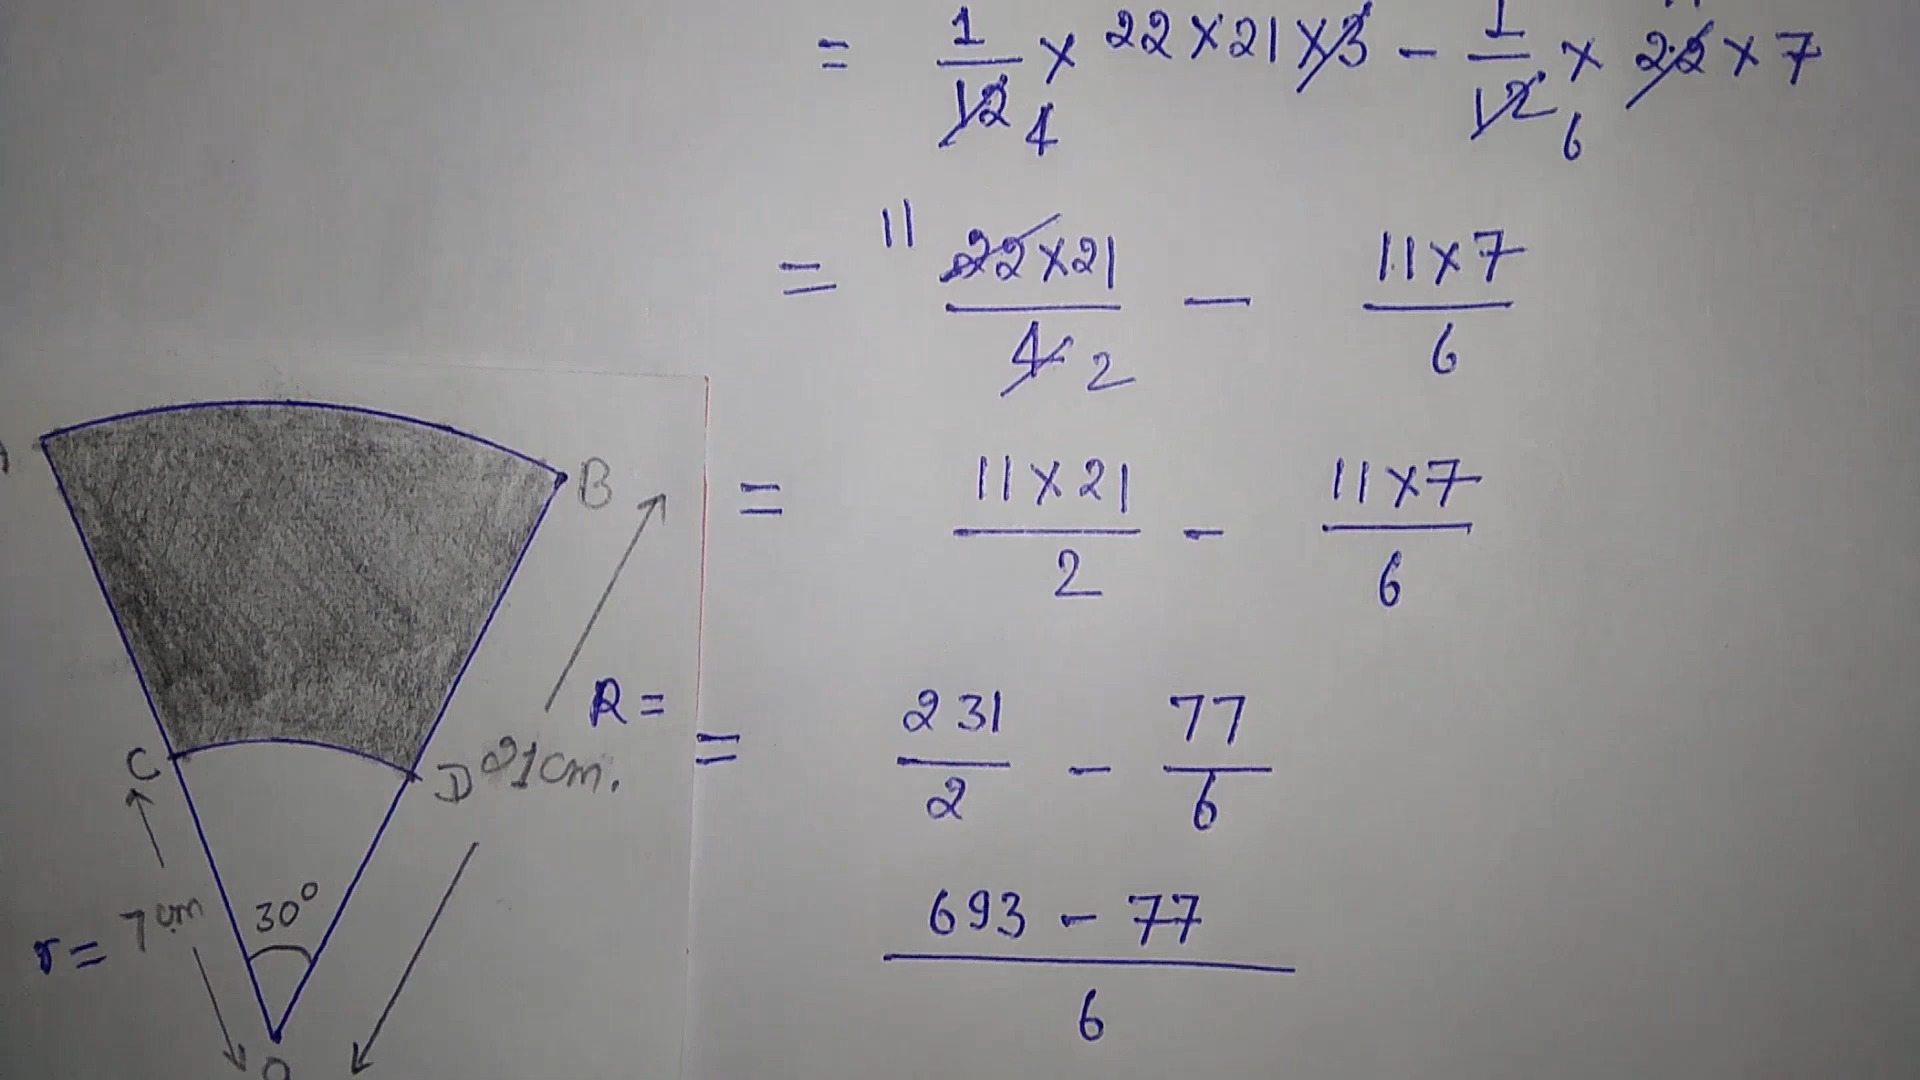 = 1/12 4 × 22×21×3 - 1/12 6 × 22×7
= 11 22×21/4 2 - 11×7/6
= 11×21/2 - 11×7/6
= 231/2 - 77/6
693 - 77/6
B
R =
21cm.
C
D
r = 7cm
30°